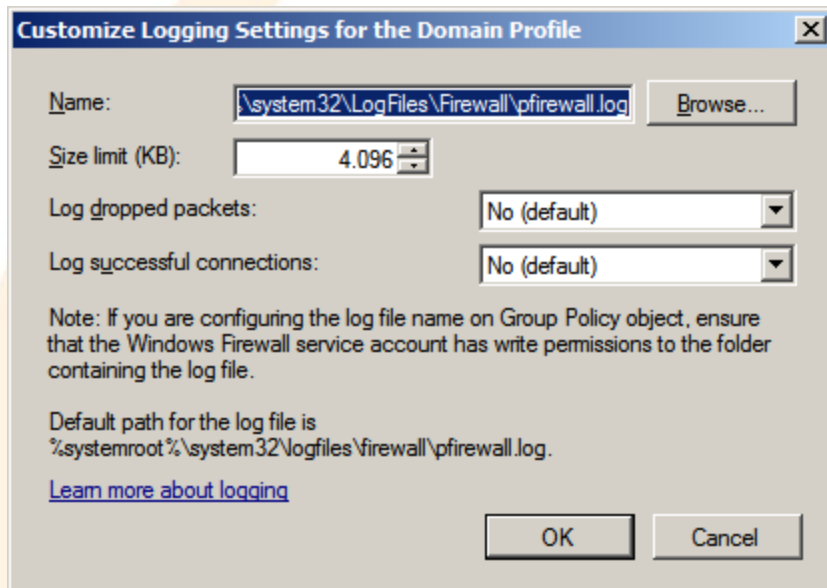 Customize Logging Settings for the Domain Profile
Name: \system32\LogFiles\Firewall\pfirewall.log Browse...
Size limit (KB): 4.096
Log dropped packets: No (default)
Log successful connections: No (default)
Note: If you are configuring the log file name on Group Policy object, ensure
that the Windows Firewall service account has write permissions to the folder
containing the log file.
Default path for the log file is
%systemroot%\system32\logfiles\firewall\pfirewall.log.
Learn more about logging
OK Cancel